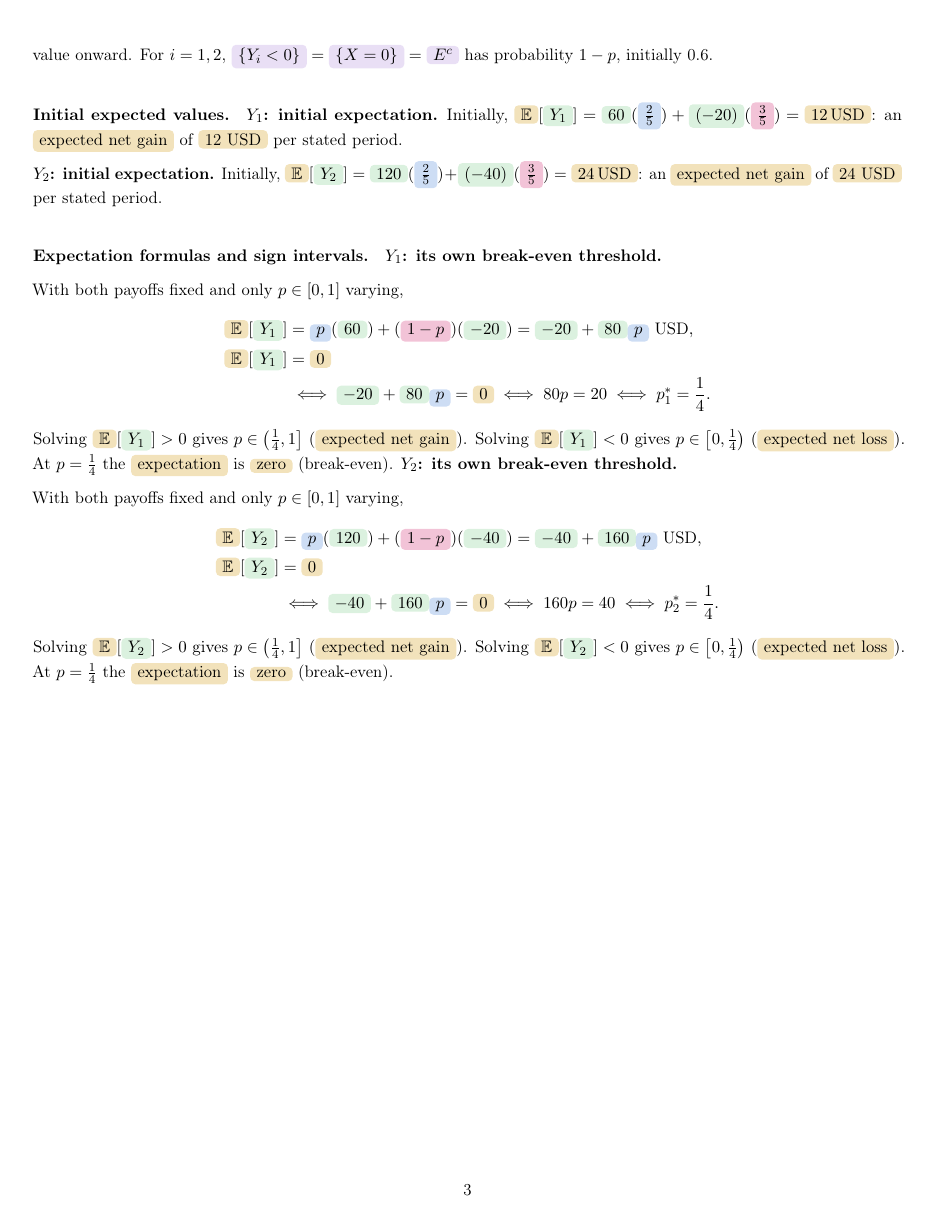 value onward. For i = 1, 2, {Y_i < 0} = {X = 0} = E^c has probability 1 − p, initially 0.6.
Initial expected values. Y_1: initial expectation. Initially, 𝔼[Y_1] = 60(2/5) + (−20)(3/5) = 12 USD: an
expected net gain of 12 USD per stated period.
Y_2: initial expectation. Initially, 𝔼[Y_2] = 120(2/5)+(−40)(3/5) = 24 USD: an expected net gain of 24 USD
per stated period.
Expectation formulas and sign intervals. Y_1: its own break-even threshold.
With both payoffs fixed and only p ∈ [0, 1] varying,
𝔼[Y_1] = p(60) + (1 − p)(−20) = −20 + 80p USD,
𝔼[Y_1] = 0
⟺ −20 + 80p = 0 ⟺ 80p = 20 ⟺ p_1^* = 1/4.
Solving 𝔼[Y_1] > 0 gives p ∈ (1/4, 1] (expected net gain). Solving 𝔼[Y_1] < 0 gives p ∈ [0, 1/4) (expected net loss).
At p = 1/4 the expectation is zero (break-even). Y_2: its own break-even threshold.
With both payoffs fixed and only p ∈ [0, 1] varying,
𝔼[Y_2] = p(120) + (1 − p)(−40) = −40 + 160p USD,
𝔼[Y_2] = 0
⟺ −40 + 160p = 0 ⟺ 160p = 40 ⟺ p_2^* = 1/4.
Solving 𝔼[Y_2] > 0 gives p ∈ (1/4, 1] (expected net gain). Solving 𝔼[Y_2] < 0 gives p ∈ [0, 1/4) (expected net loss).
At p = 1/4 the expectation is zero (break-even).
3